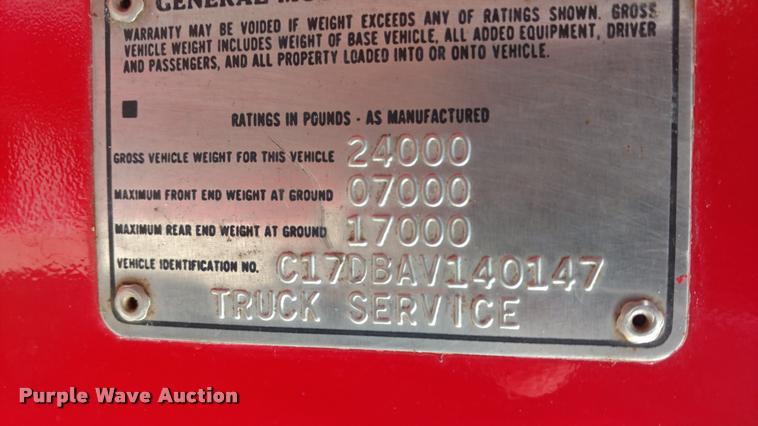 GENERAL
WARRANTY MAY BE VOIDED IF WEIGHT EXCEEDS ANY OF RATINGS SHOWN. GROSS
VEHICLE WEIGHT INCLUDES WEIGHT OF BASE VEHICLE, ALL ADDED EQUIPMENT, DRIVER
AND PASSENGERS, AND ALL PROPERTY LOADED INTO OR ONTO VEHICLE.
RATINGS IN POUNDS - AS MANUFACTURED
GROSS VEHICLE WEIGHT FOR THIS VEHICLE 24000
MAXIMUM FRONT END WEIGHT AT GROUND 07000
MAXIMUM REAR END WEIGHT AT GROUND 17000
VEHICLE IDENTIFICATION NO. C17DBAV140147
TRUCK SERVICE
Purple Wave Auction